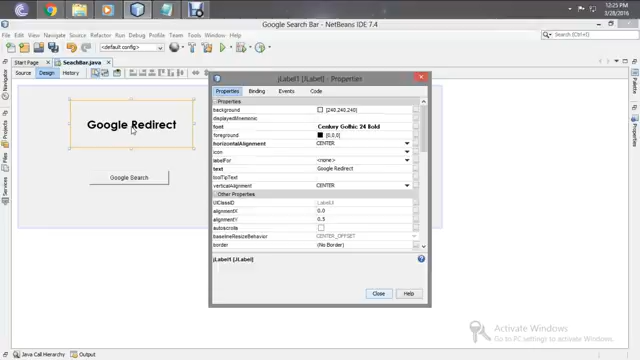 Google Search Bar - NetBeans IDE 7.4
12:25 PM
3/28/2016
File Edit View Navigate Source Refactor Run Debug Profile Team Tools Window Help
Search (Ctrl+I)
<default config>
Start Page
SeachBar.java
Source Design History
Navigator
Projects
Services
Palette
Google Redirect
Google Search
jLabel1 [JLabel] - Properties
Properties Binding Events Code
Properties
background [240,240,240]
displayedMnemonic
font Century Gothic 24 Bold
foreground [0,0,0]
horizontalAlignment CENTER
icon
labelFor <none>
text Google Redirect
toolTipText
verticalAlignment CENTER
Other Properties
UIClassID LabelUI
alignmentX 0.0
alignmentY 0.5
autoscrolls
baselineResizeBehavior CENTER_OFFSET
border (No Border)
jLabel1 [JLabel]
Close Help
Activate Windows
Go to PC settings to activate Windows.
Java Call Hierarchy Output